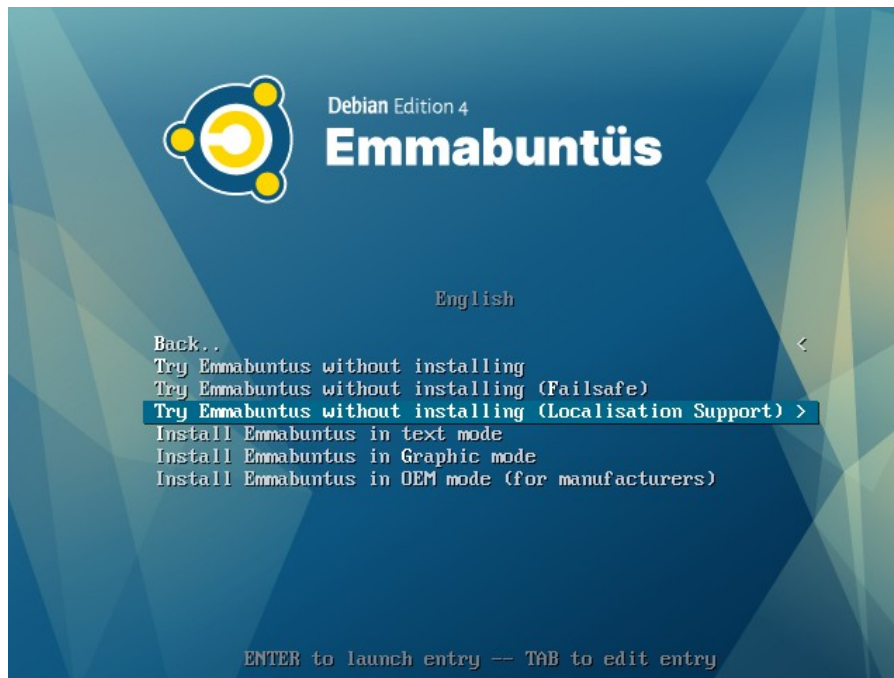 Debian Edition 4
Emmabuntüs
English
Back.. <
Try Emmabuntus without installing
Try Emmabuntus without installing (Failsafe)
Try Emmabuntus without installing (Localisation Support) >
Install Emmabuntus in text mode
Install Emmabuntus in Graphic mode
Install Emmabuntus in OEM mode (for manufacturers)
ENTER to launch entry -- TAB to edit entry